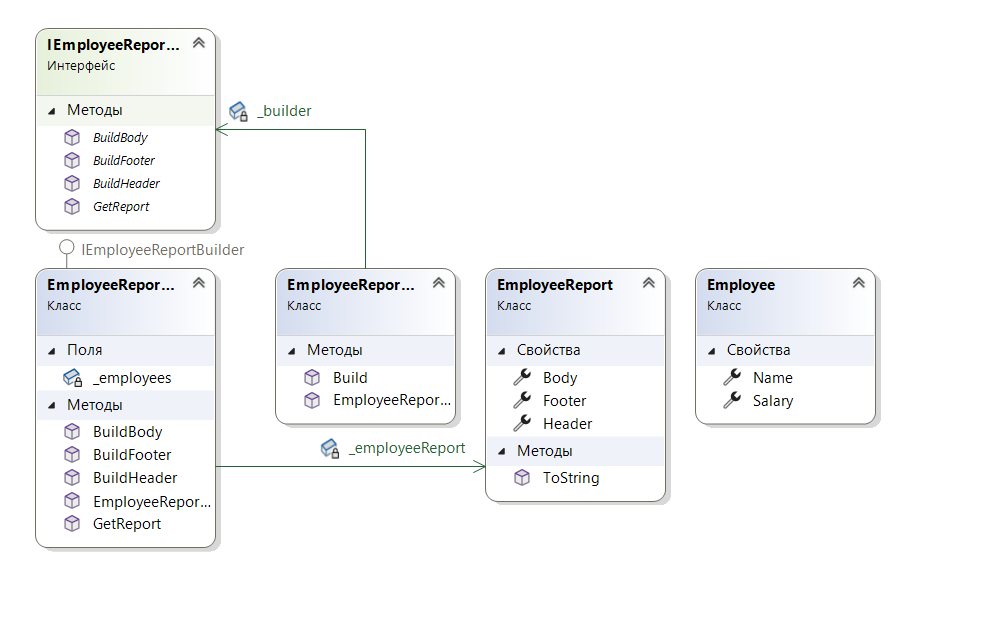 IEmployeeRepor...
Интерфейс
Методы
BuildBody
BuildFooter
BuildHeader
GetReport
_builder
IEmployeeReportBuilder
EmployeeRepor...
Класс
Поля
_employees
Методы
BuildBody
BuildFooter
BuildHeader
EmployeeRepor...
GetReport
EmployeeRepor...
Класс
Методы
Build
EmployeeRepor...
_employeeReport
EmployeeReport
Класс
Свойства
Body
Footer
Header
Методы
ToString
Employee
Класс
Свойства
Name
Salary